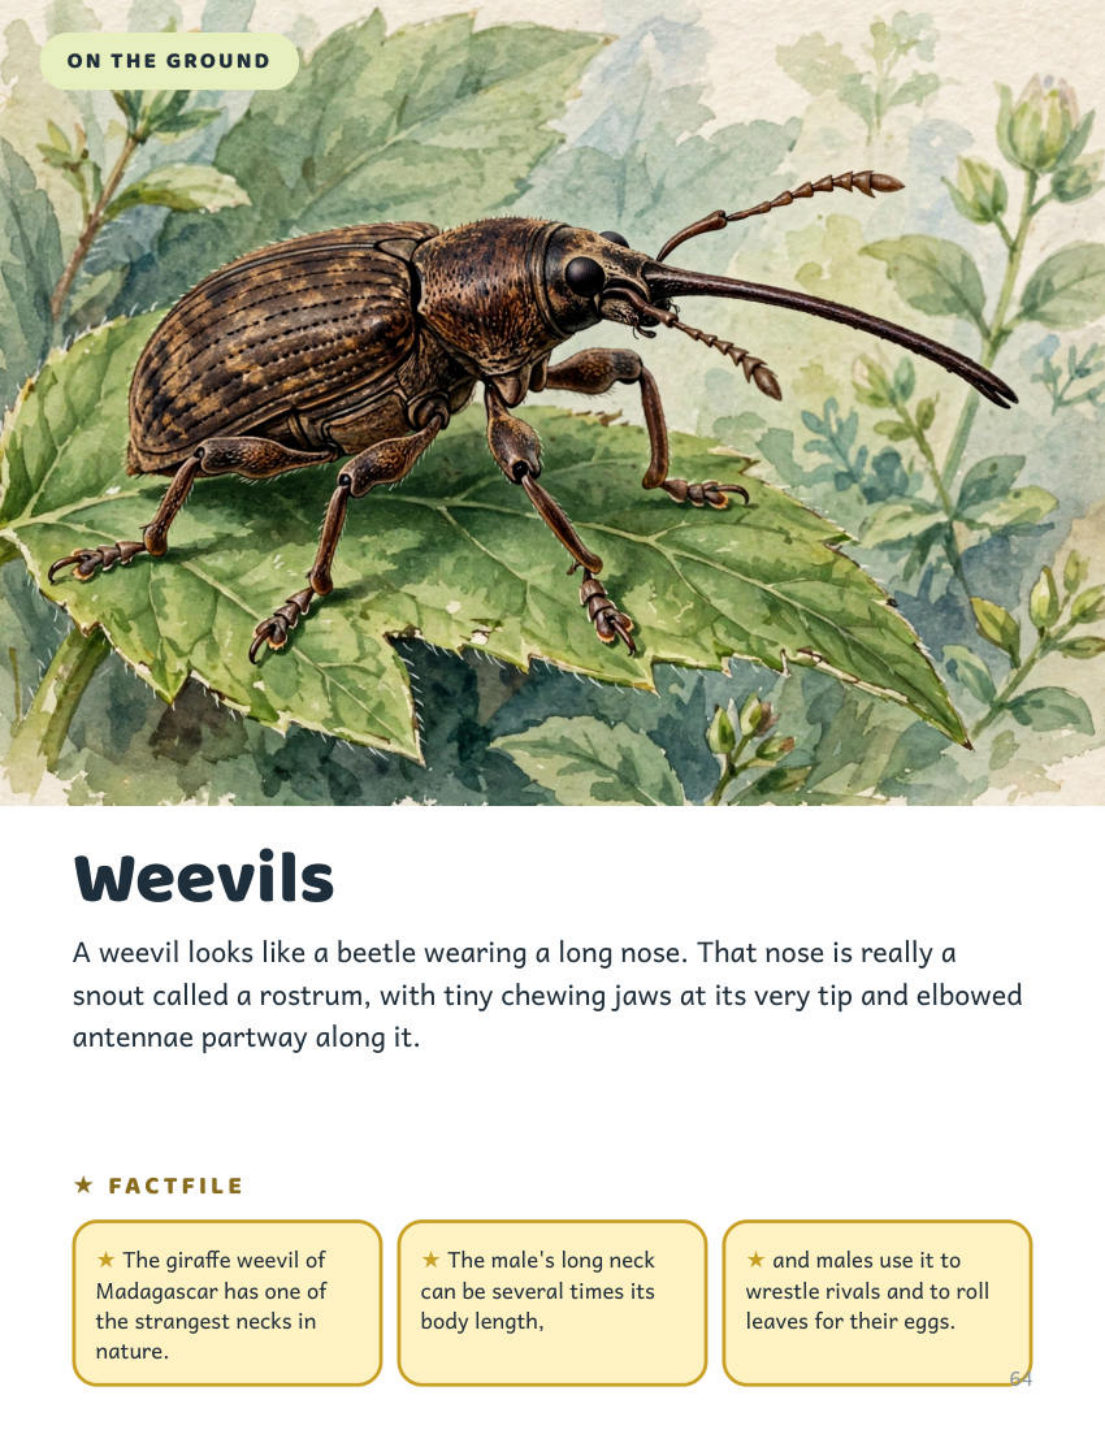 ON THE GROUND
Weevils
A weevil looks like a beetle wearing a long nose. That nose is really a
snout called a rostrum, with tiny chewing jaws at its very tip and elbowed
antennae partway along it.
★ FACTFILE
★ The giraffe weevil of
Madagascar has one of
the strangest necks in
nature.
★ The male's long neck
can be several times its
body length,
★ and males use it to
wrestle rivals and to roll
leaves for their eggs.
64